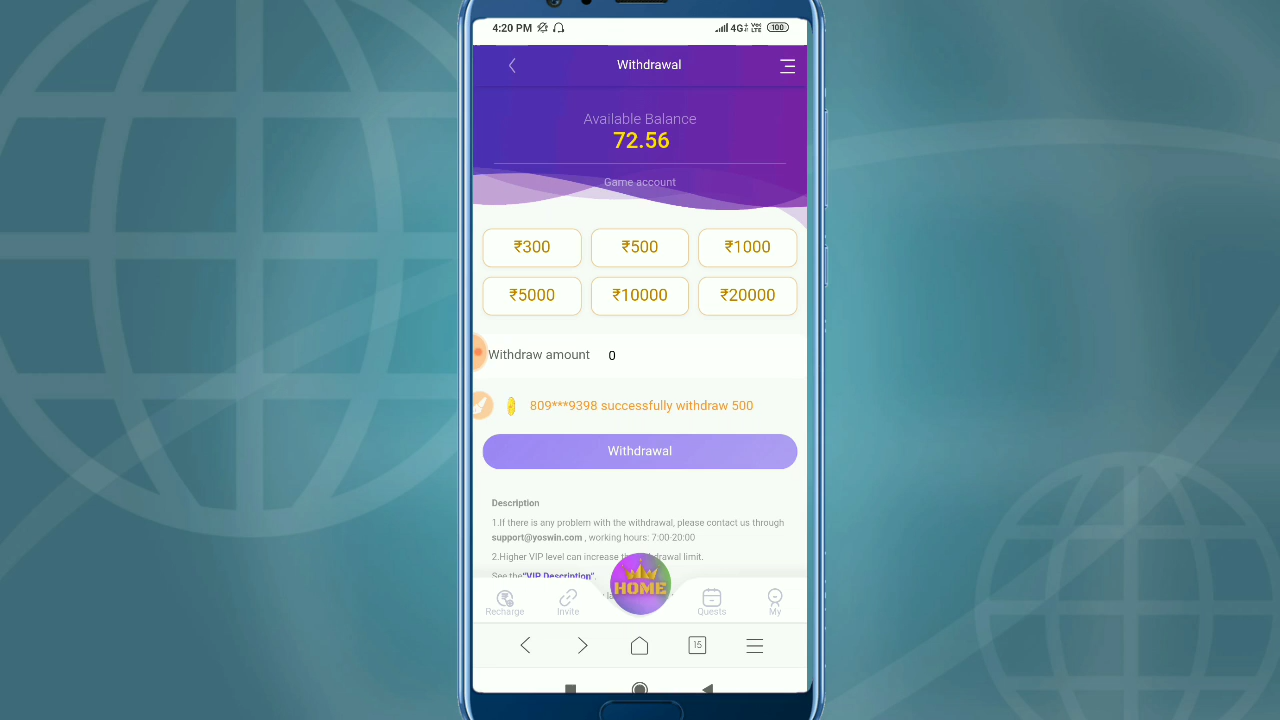 4:20 PM 4G+ Vo) LTE 100
Withdrawal
Available Balance
72.56
Game account
₹300 ₹500 ₹1000
₹5000 ₹10000 ₹20000
Withdraw amount 0
809***9398 successfully withdraw 500
Withdrawal
Description
1.If there is any problem with the withdrawal, please contact us through
support@yoswin.com , working hours: 7:00-20:00
2.Higher VIP level can increase withdrawal limit.
See the "VIP Description"
HOME
Recharge Invite Quests My
15